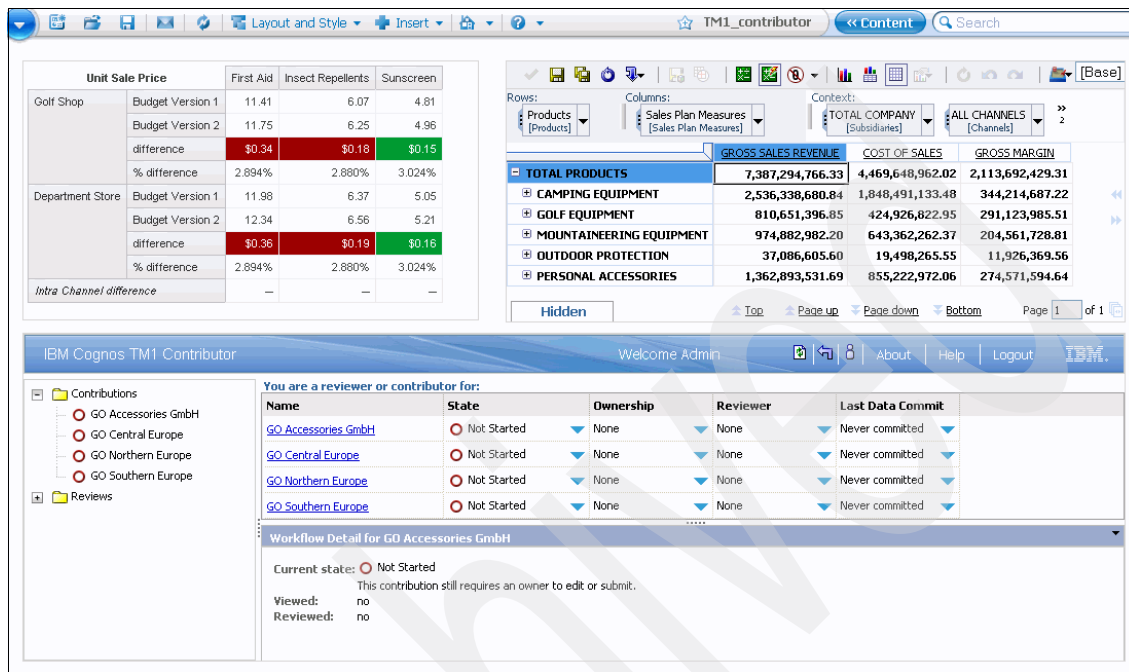 Layout and Style Insert TM1_contributor «Content Search
Unit Sale Price First Aid Insect Repellents Sunscreen
Golf Shop Budget Version 1 11.41 6.07 4.81
Budget Version 2 11.75 6.25 4.96
difference $0.34 $0.18 $0.15
% difference 2.894% 2.880% 3.024%
Department Store Budget Version 1 11.98 6.37 5.05
Budget Version 2 12.34 6.56 5.21
difference $0.36 $0.19 $0.16
% difference 2.894% 2.880% 3.024%
Intra Channel difference — — —
[Base]
Rows: Columns: Context:
Products Sales Plan Measures TOTAL COMPANY ALL CHANNELS »
[Products] [Sales Plan Measures] [Subsidiaries] [Channels] 2
GROSS SALES REVENUE COST OF SALES GROSS MARGIN
TOTAL PRODUCTS 7,387,294,766.33 4,469,648,962.02 2,113,692,429.31
CAMPING EQUIPMENT 2,536,338,680.84 1,848,491,133.48 344,214,687.22
GOLF EQUIPMENT 810,651,396.85 424,926,822.95 291,123,985.51
MOUNTAINEERING EQUIPMENT 974,882,982.20 643,362,262.37 204,561,728.81
OUTDOOR PROTECTION 37,086,605.60 19,498,265.55 11,926,369.56
PERSONAL ACCESSORIES 1,362,893,531.69 855,222,972.06 274,571,594.64
Hidden Top Page up Page down Bottom Page 1 of 1
IBM Cognos TM1 Contributor Welcome Admin About Help Logout IBM.
Contributions
GO Accessories GmbH
GO Central Europe
GO Northern Europe
GO Southern Europe
Reviews
You are a reviewer or contributor for:
Name State Ownership Reviewer Last Data Commit
GO Accessories GmbH Not Started None None Never committed
GO Central Europe Not Started None None Never committed
GO Northern Europe Not Started None None Never committed
GO Southern Europe Not Started None None Never committed
Workflow Detail for GO Accessories GmbH
Current state: Not Started
This contribution still requires an owner to edit or submit.
Viewed: no
Reviewed: no